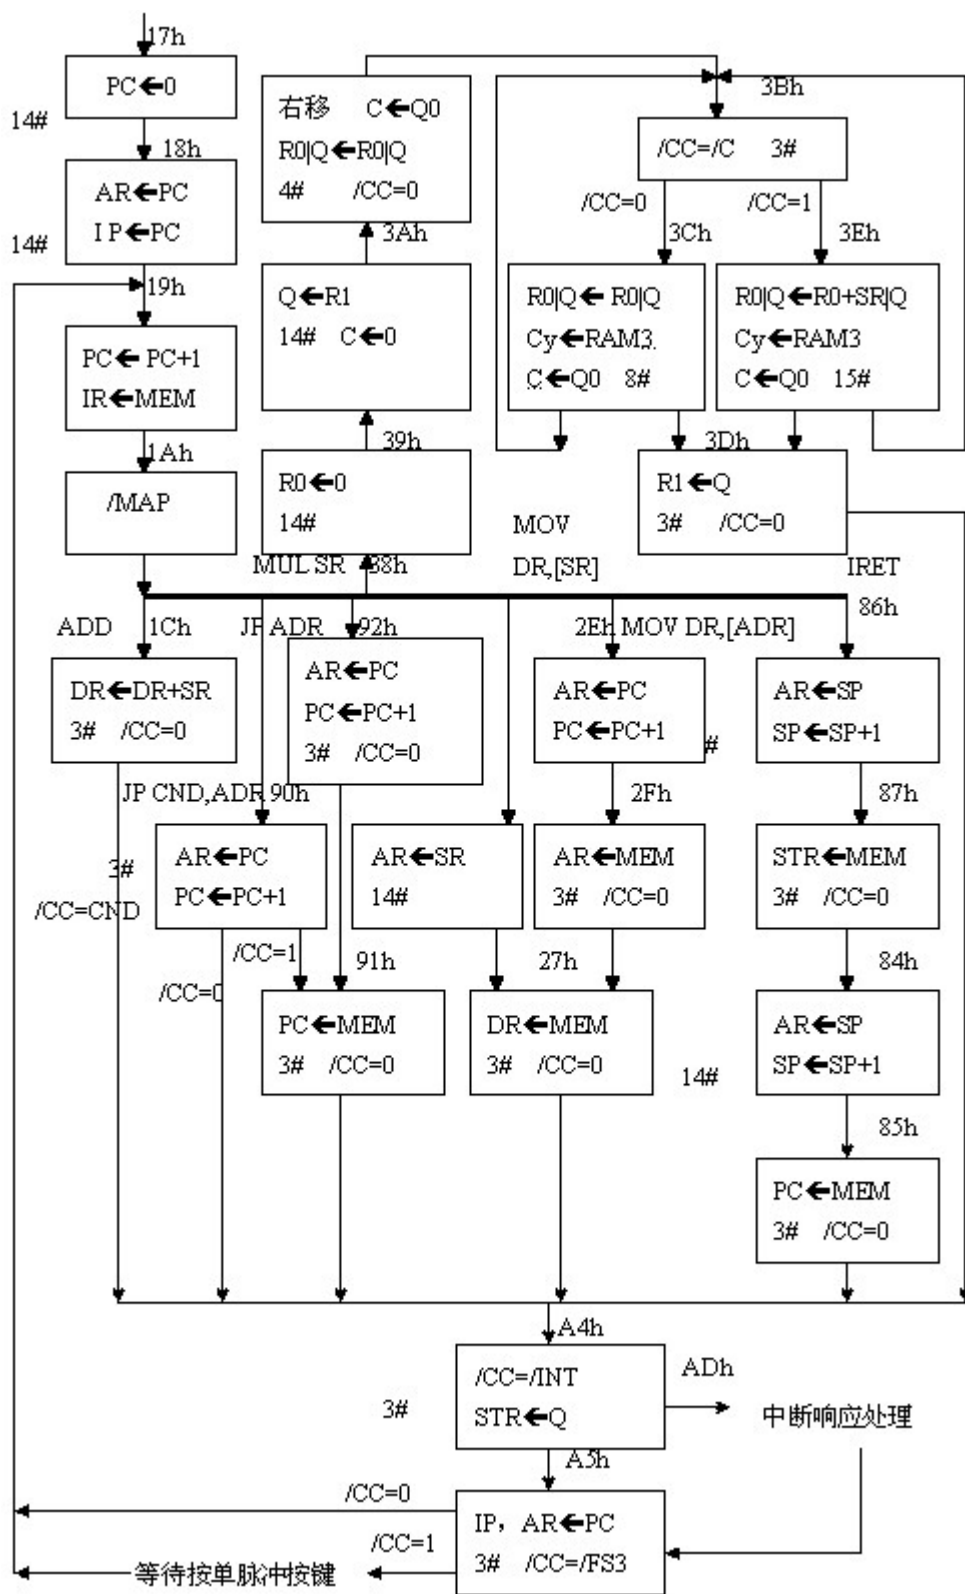 17h
PC←0
14#
18h
AR←PC
IP←PC
14#
19h
PC← PC+1
IR←MEM
1Ah
/MAP
右移 C←Q0
R0|Q←R0|Q
4# /CC=0
3Ah
Q←R1
14# C←0
39h
R0←0
14#
MUL SR 38h
3Bh
/CC=/C 3#
/CC=0
/CC=1
3Ch
3Eh
R0|Q← R0|Q
Cy←RAM3
C←Q0 8#
R0|Q←R0+SR|Q
Cy←RAM3
C←Q0 15#
3Dh
R1←Q
3# /CC=0
MOV
DR,[SR]
IRET
86h
ADD 1Ch
DR←DR+SR
3# /CC=0
JP ADR 92h
AR←PC
PC←PC+1
3# /CC=0
2Eh MOV DR,[ADR]
AR←PC
PC←PC+1
#
AR←SP
SP←SP+1
JP CND,ADR 90h
3#
/CC=CND
AR←PC
PC←PC+1
/CC=1
/CC=0
AR←SR
14#
2Fh
AR←MEM
3# /CC=0
87h
STR←MEM
3# /CC=0
91h
PC←MEM
3# /CC=0
27h
DR←MEM
3# /CC=0
84h
AR←SP
SP←SP+1
14#
85h
PC←MEM
3# /CC=0
A4h
/CC=/INT
STR←Q
3#
ADh
中断响应处理
A5h
IP，AR←PC
3# /CC=/FS3
/CC=0
/CC=1
等待按单脉冲按键